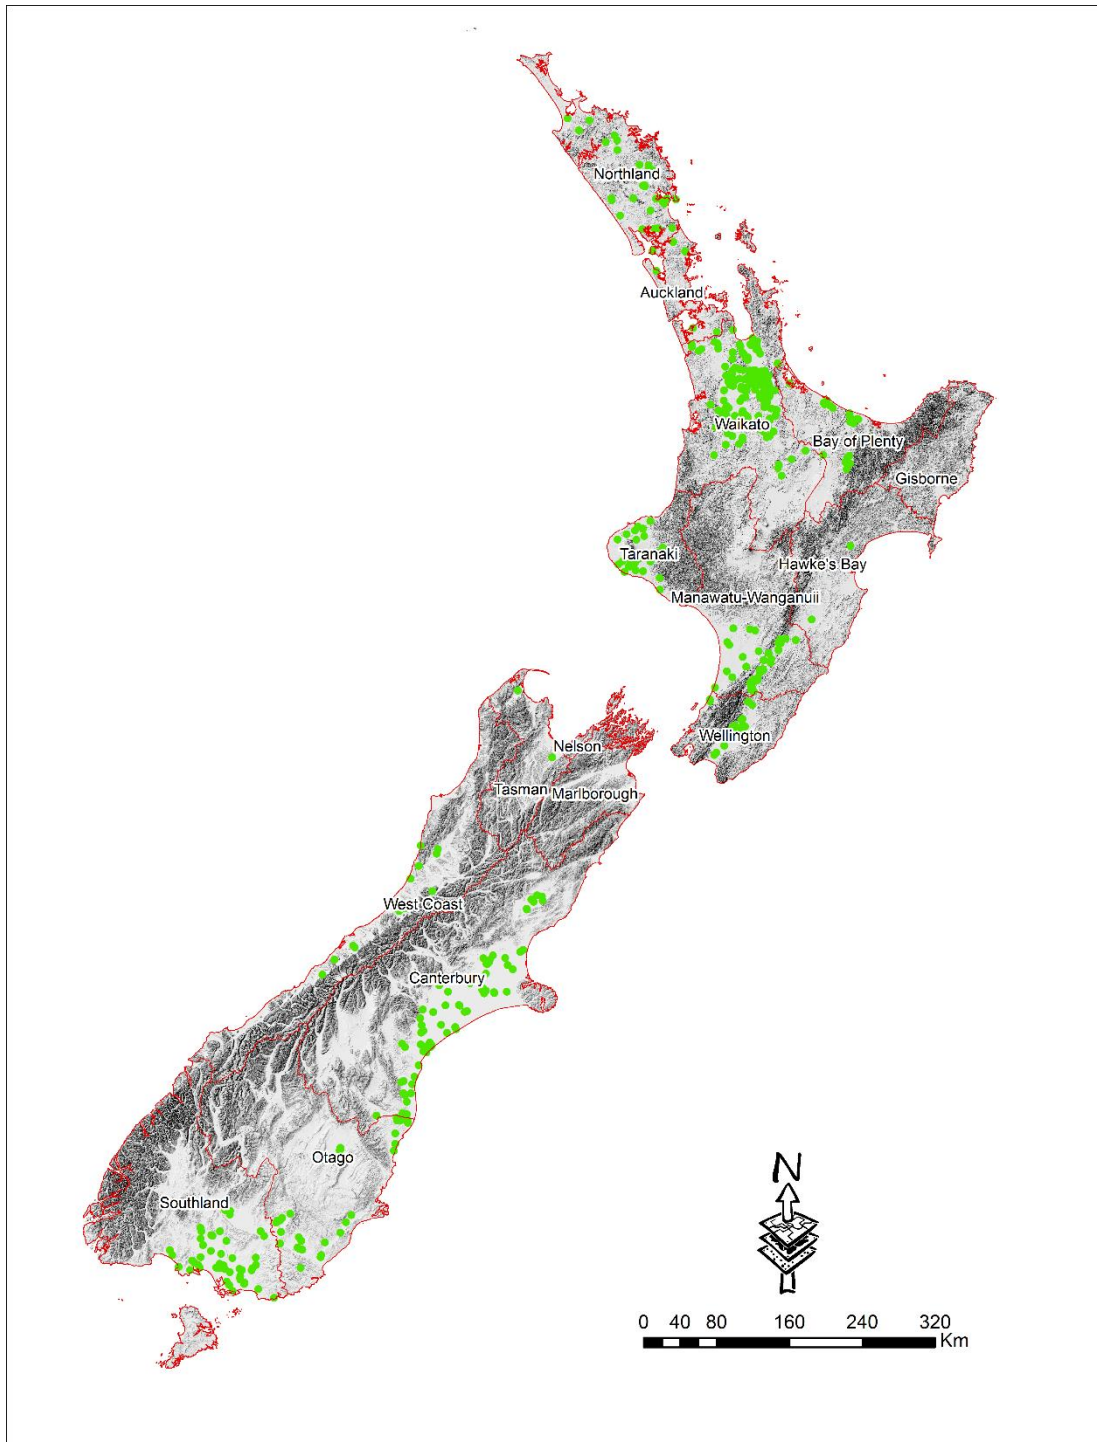 Northland
Auckland
Waikato
Bay of Plenty
Gisborne
Taranaki
Hawke's Bay
Manawatu-Wanganuii
Wellington
Nelson
Tasman
Marlborough
West Coast
Canterbury
Otago
Southland
N
0 40 80 160 240 320
Km